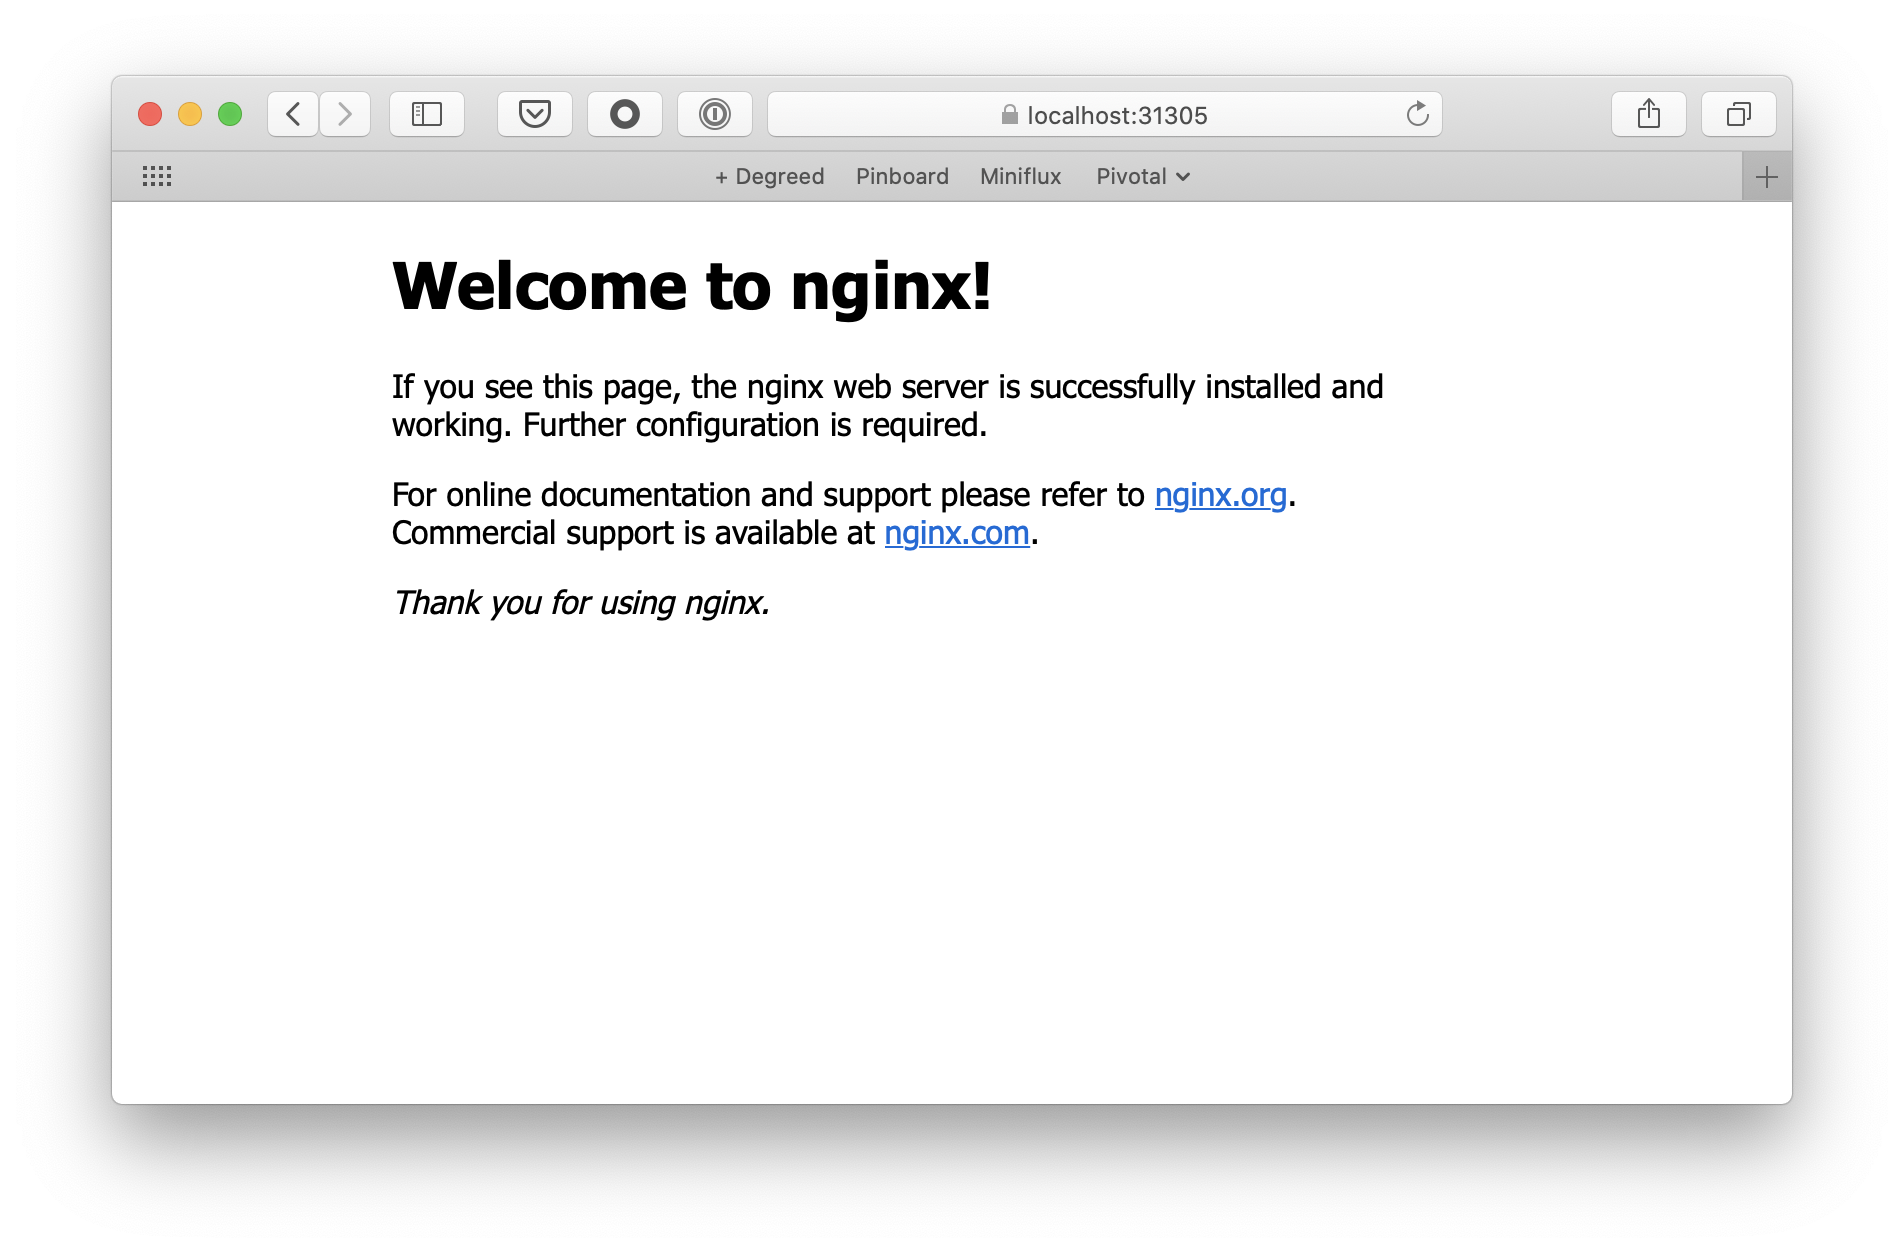 localhost:31305
+ Degreed Pinboard Miniflux Pivotal
Welcome to nginx!
If you see this page, the nginx web server is successfully installed and
working. Further configuration is required.
For online documentation and support please refer to nginx.org.
Commercial support is available at nginx.com.
Thank you for using nginx.